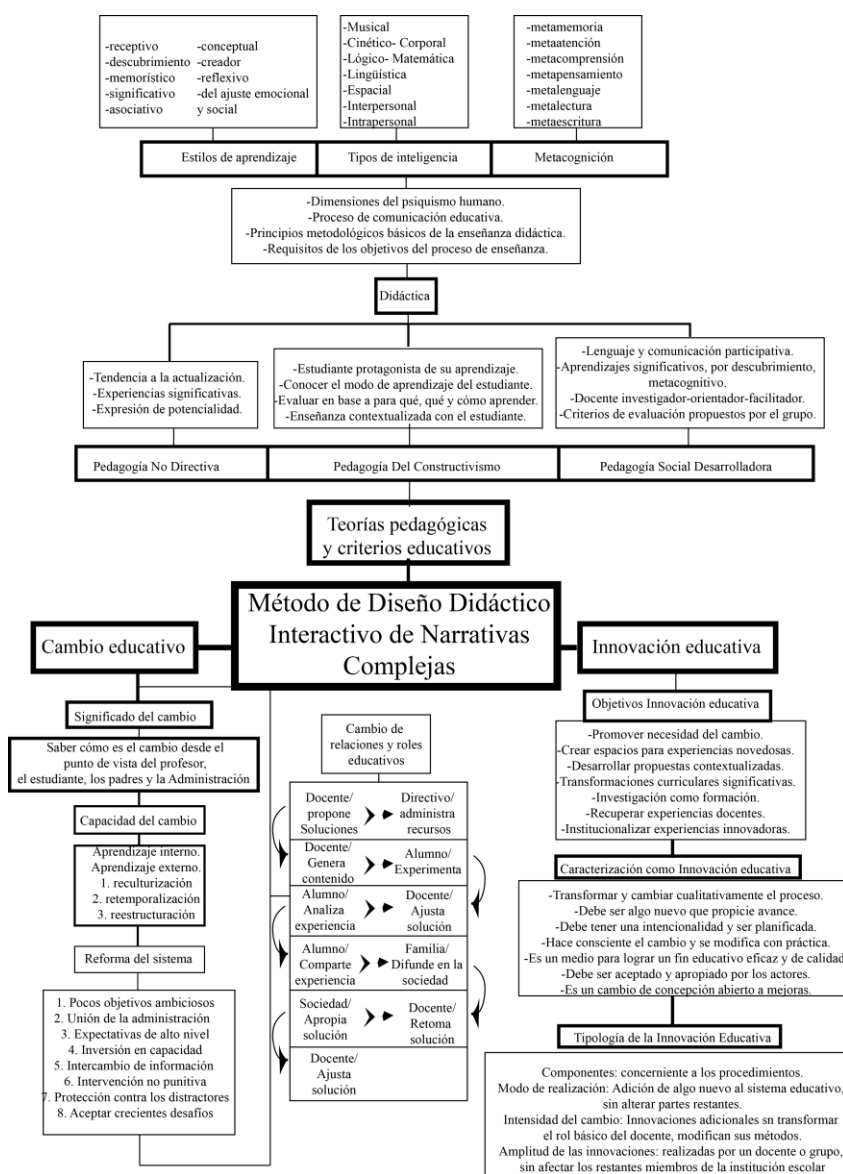 -receptivo
-descubrimiento
-memorístico
-significativo
-asociativo
-conceptual
-creador
-reflexivo
-del ajuste emocional
y social
-Musical
-Cinético- Corporal
-Lógico- Matemática
-Lingüística
-Espacial
-Interpersonal
-Intrapersonal
-metamemoria
-metaatención
-metacomprensión
-metapensamiento
-metalenguaje
-metalectura
-metaescritura
Estilos de aprendizaje
Tipos de inteligencia
Metacognición
-Dimensiones del psiquismo humano.
-Proceso de comunicación educativa.
-Principios metodológicos básicos de la enseñanza didáctica.
-Requisitos de los objetivos del proceso de enseñanza.
Didáctica
-Tendencia a la actualización.
-Experiencias significativas.
-Expresión de potencialidad.
-Estudiante protagonista de su aprendizaje.
-Conocer el modo de aprendizaje del estudiante.
-Evaluar en base a para qué, qué y cómo aprender.
-Enseñanza contextualizada con el estudiante.
-Lenguaje y comunicación participativa.
-Aprendizajes significativos, por descubrimiento,
metacognitivo.
-Docente investigador-orientador-facilitador.
-Criterios de evaluación propuestos por el grupo.
Pedagogía No Directiva
Pedagogía Del Constructivismo
Pedagogía Social Desarrolladora
Teorías pedagógicas
y criterios educativos
Método de Diseño Didáctico
Interactivo de Narrativas
Complejas
Cambio educativo
Significado del cambio
Saber cómo es el cambio desde el
punto de vista del profesor,
el estudiante, los padres y la Administración
Capacidad del cambio
Aprendizaje interno.
Aprendizaje externo.
1. reculturización
2. retemporalización
3. reestructuración
Reforma del sistema
1. Pocos objetivos ambiciosos
2. Unión de la administración
3. Expectativas de alto nivel
4. Inversión en capacidad
5. Intercambio de información
6. Intervención no punitiva
7. Protección contra los distractores
8. Aceptar crecientes desafíos
Cambio de
relaciones y roles
educativos
Docente/
propone
Soluciones
Directivo/
administra
recursos
Docente/
Genera
contenido
Alumno/
Experimenta
Alumno/
Analiza
experiencia
Docente/
Ajusta
solución
Alumno/
Comparte
experiencia
Familia/
Difunde en la
sociedad
Sociedad/
Apropia
solución
Docente/
Retoma
solución
Docente/
Ajusta
solución
Innovación educativa
Objetivos Innovación educativa
-Promover necesidad del cambio.
-Crear espacios para experiencias novedosas.
-Desarrollar propuestas contextualizadas.
-Transformaciones curriculares significativas.
-Investigación como formación.
-Recuperar experiencias docentes.
-Institucionalizar experiencias innovadoras.
Caracterización como Innovación educativa
-Transformar y cambiar cualitativamente el proceso.
-Debe ser algo nuevo que propicie avance.
-Debe tener una intencionalidad y ser planificada.
-Hace consciente el cambio y se modifica con práctica.
-Es un medio para lograr un fin educativo eficaz y de calidad
-Debe ser aceptado y apropiado por los actores.
-Es un cambio de concepción abierto a mejoras.
Tipología de la Innovación Educativa
Componentes: concerniente a los procedimientos.
Modo de realización: Adición de algo nuevo al sistema educativo,
sin alterar partes restantes.
Intensidad del cambio: Innovaciones adicionales sn transformar
el rol básico del docente, modifican sus métodos.
Amplitud de las innovaciones: realizadas por un docente o grupo,
sin afectar los restantes miembros de la institución escolar